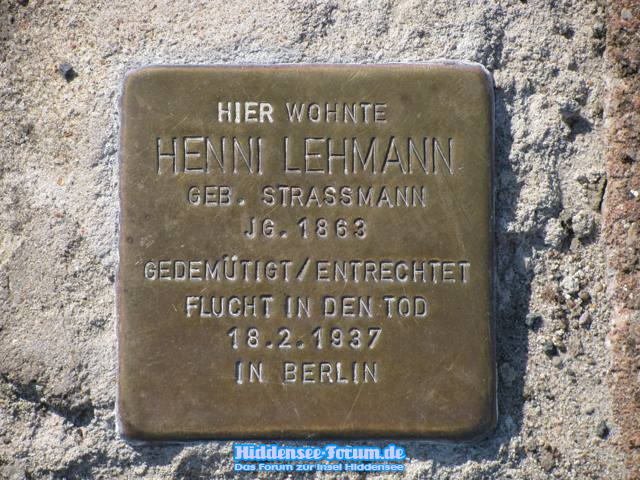 HIER WOHNTE
HENNI LEHMANN
GEB. STRASSMANN
JG. 1863
GEDEMÜTIGT/ENTRECHTET
FLUCHT IN DEN TOD
18.2.1937
IN BERLIN
Hiddensee-Forum.de
Das Forum zur Insel Hiddensee